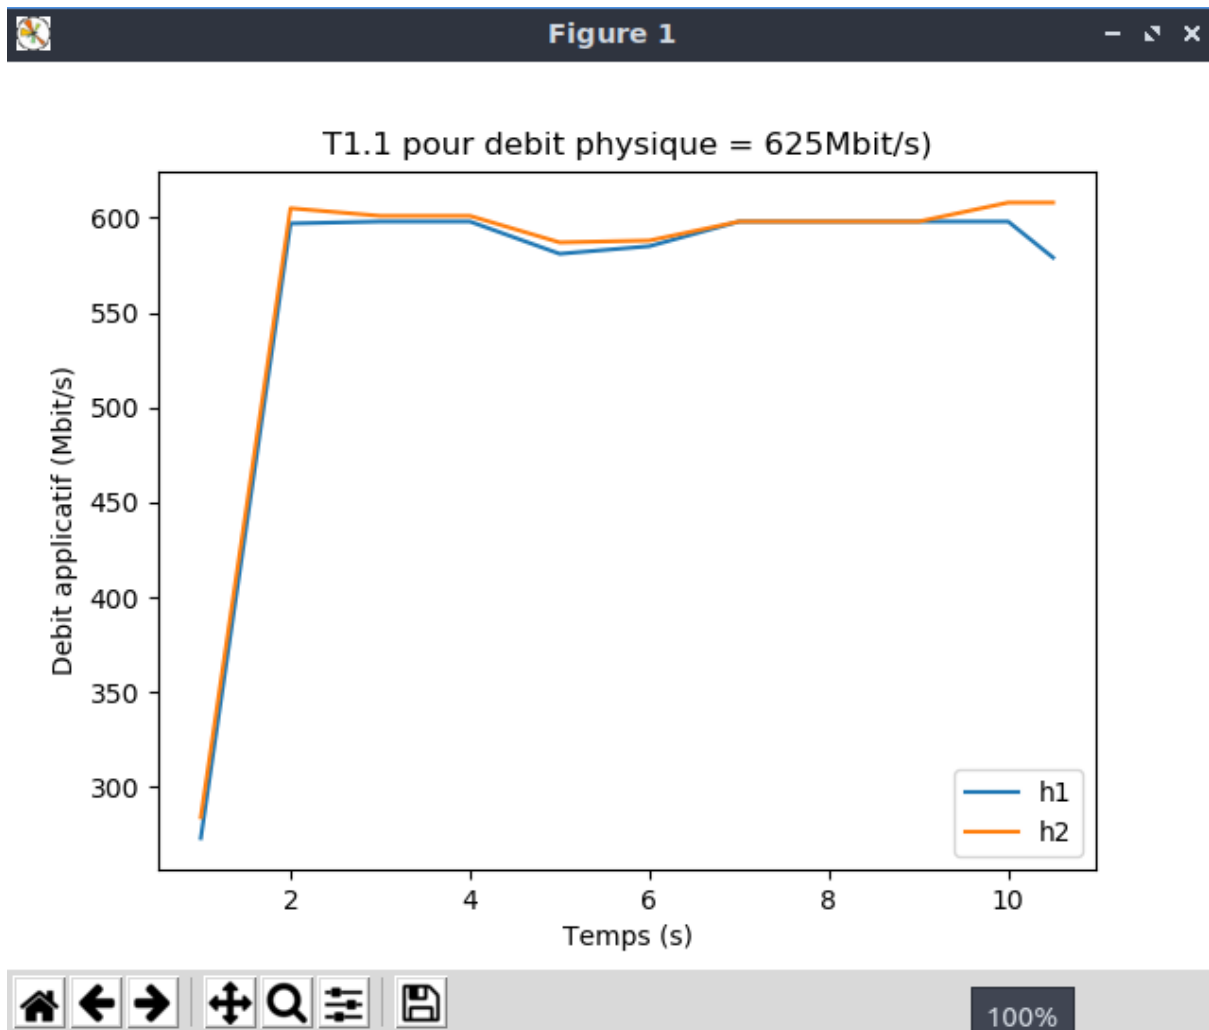 Figure 1
T1.1 pour debit physique = 625Mbit/s)
Debit applicatif (Mbit/s)
600
550
500
450
400
350
300
h1
h2
2 4 6 8 10
Temps (s)
100%